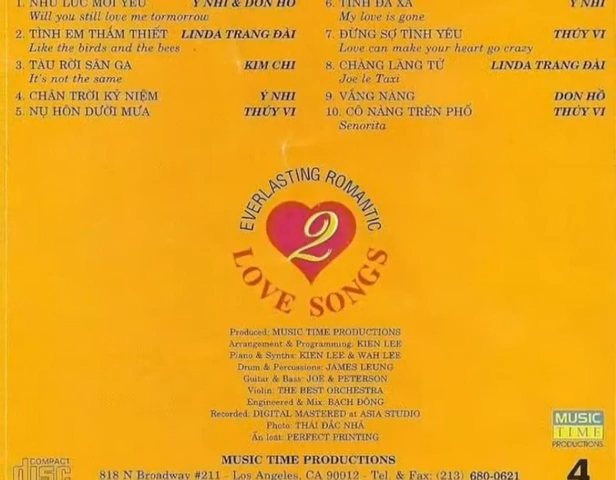 1. NHƯ LÚC MỚI YÊU Ý NHI & DON HỒ
Will you still love me tormorrow
2. TÌNH EM THẮM THIẾT LINDA TRANG ĐÀI
Like the birds and the bees
3. TÀU RỜI SÂN GA KIM CHI
It's not the same
4. CHÂN TRỜI KỶ NIỆM Ý NHI
5. NỤ HÔN DƯỚI MƯA THÚY VI
6. TÌNH ĐÃ XA Ý NHI
My love is gone
7. ĐỪNG SỢ TÌNH YÊU THÚY VI
Love can make your heart go crazy
8. CHÀNG LÃNG TỬ LINDA TRANG ĐÀI
Joe le Taxi
9. VẮNG NÀNG DON HỒ
10. CÔ NÀNG TRÊN PHỐ THÚY VI
Senorita
EVERLASTING ROMANTIC
2
LOVE SONGS
Produced: MUSIC TIME PRODUCTIONS
Arrangement & Programming: KIEN LEE
Piano & Synths: KIEN LEE & WAH LEE
Drum & Percussions: JAMES LEUNG
Guitar & Bass: JOE & PETERSON
Violin: THE BEST ORCHESTRA
Engineered & Mix: BẠCH ĐÔNG
Recorded: DIGITAL MASTERED at ASIA STUDIO
Photo: THÁI ĐẮC NHÃ
Ấn loát: PERFECT PRINTING
MUSIC TIME PRODUCTIONS
818 N Broadway #211 - Los Angeles, CA 90012 - Tel. & Fax: (213) 680-0621
COMPACT
disc
MUSIC
TIME
PRODUCTIONS
4